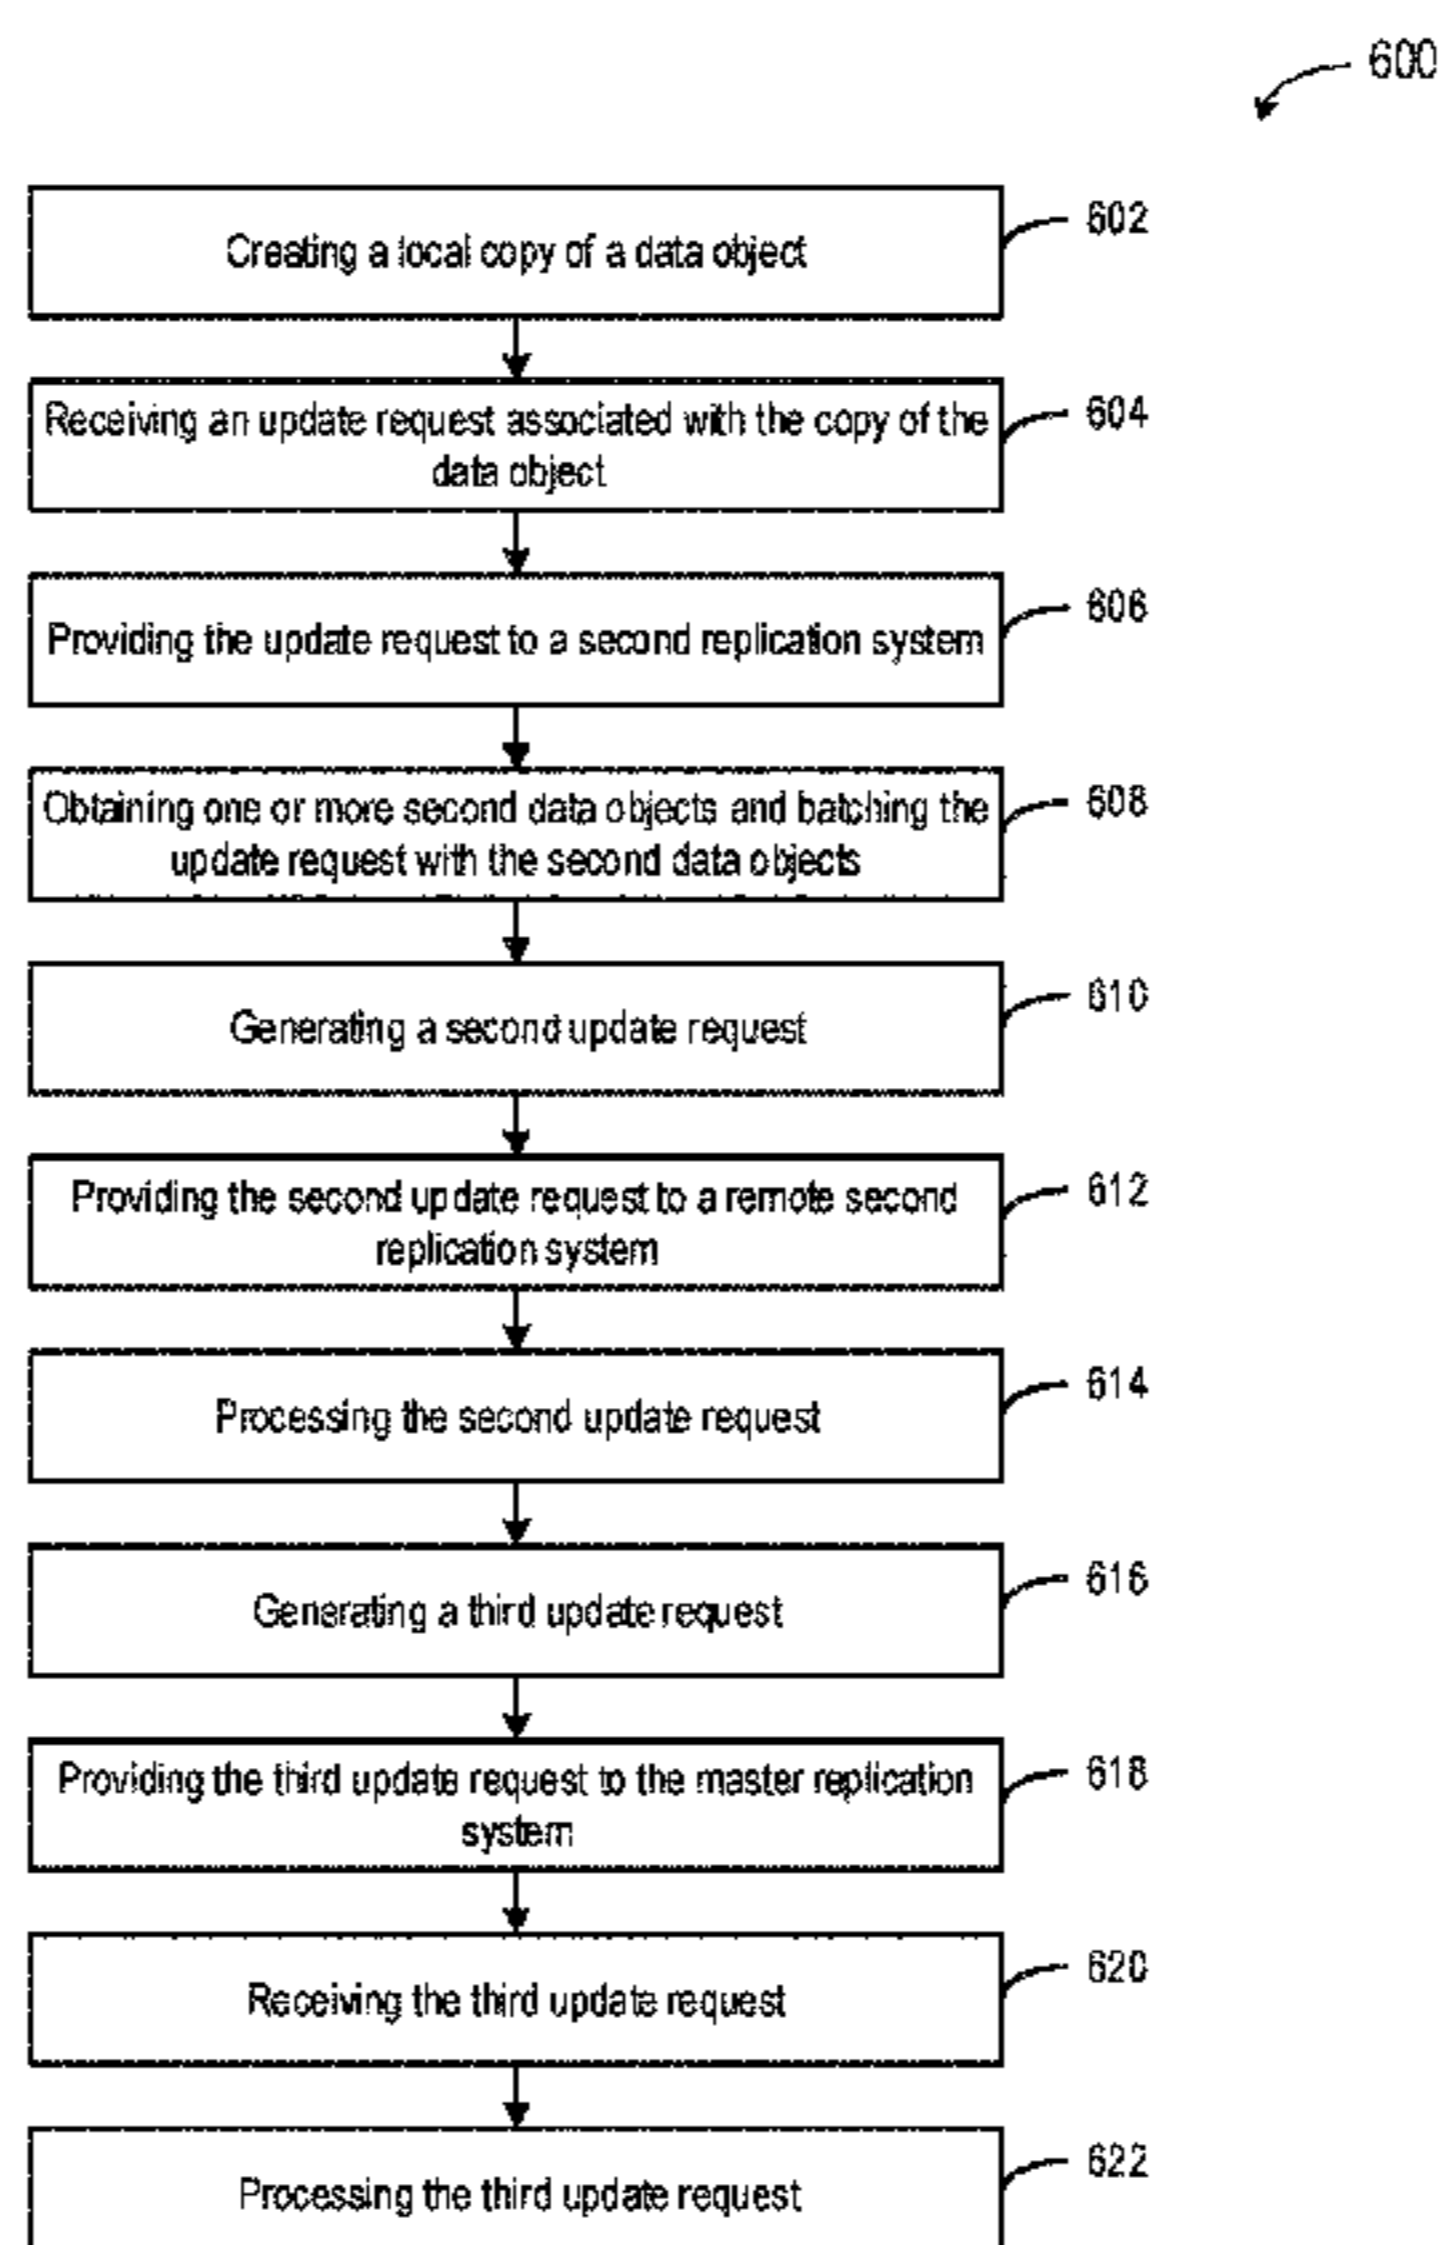 600
Creating a local copy of a data object
602
Receiving an update request associated with the copy of the
data object
604
Providing the update request to a second replication system
606
Obtaining one or more second data objects and batching the
update request with the second data objects
608
Generating a second update request
610
Providing the second update request to a remote second
replication system
612
Processing the second update request
614
Generating a third update request
616
Providing the third update request to the master replication
system
618
Receiving the third update request
620
Processing the third update request
622